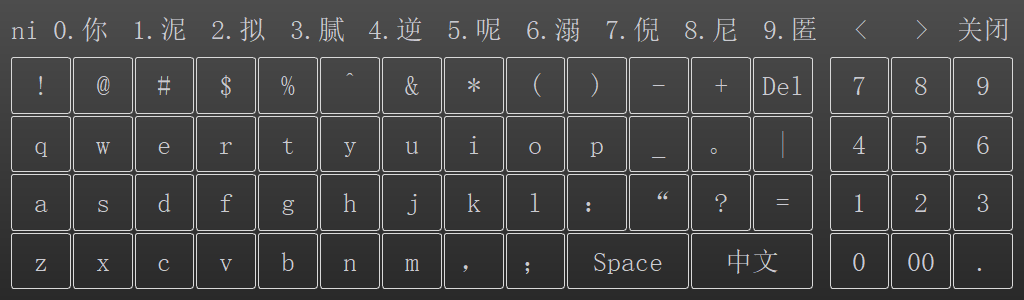 ni 0.你 1.泥 2.拟 3.腻 4.逆 5.呢 6.溺 7.倪 8.尼 9.匿 < > 关闭
! @ # $ % ^ & * ( ) - + Del 7 8 9
q w e r t y u i o p _ 。 | 4 5 6
a s d f g h j k l : “ ? = 1 2 3
z x c v b n m , ; Space 中文 0 00 .